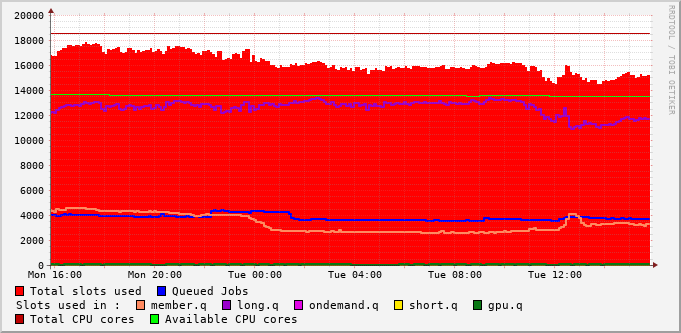 20000
18000
16000
14000
12000
10000
8000
6000
4000
2000
0
Mon 16:00 Mon 20:00 Tue 00:00 Tue 04:00 Tue 08:00 Tue 12:00
Total slots used Queued Jobs
Slots used in : member.q long.q ondemand.q short.q gpu.q
Total CPU cores Available CPU cores
RRDTOOL / TOBI OETIKER